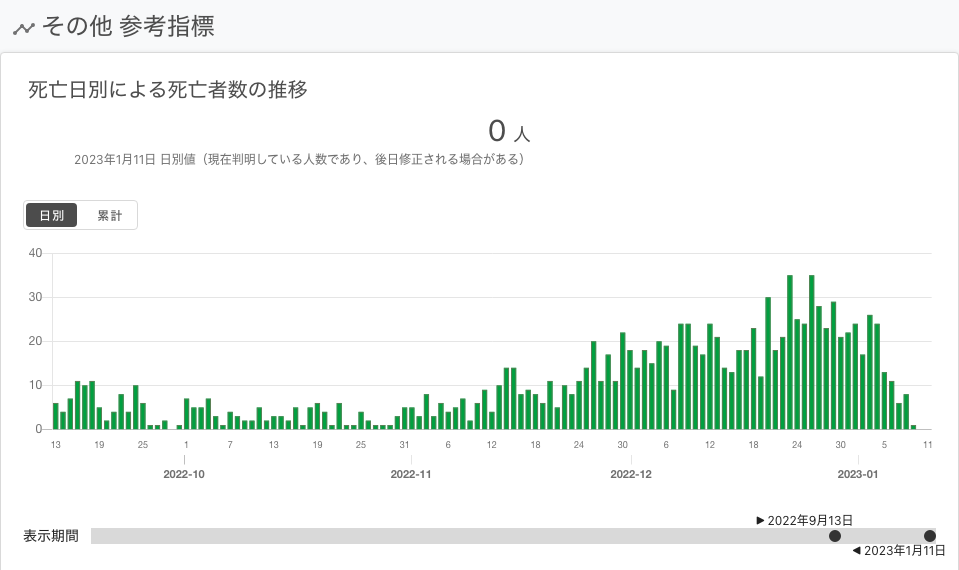 その他 参考指標
死亡日別による死亡者数の推移
0 人
2023年1月11日 日別値（現在判明している人数であり、後日修正される場合がある）
日別 累計
40
30
20
10
0
13 19 25 1 7 13 19 25 31 6 12 18 24 30 6 12 18 24 30 5 11
2022-10 2022-11 2022-12 2023-01
▶ 2022年9月13日
表示期間
◀ 2023年1月11日